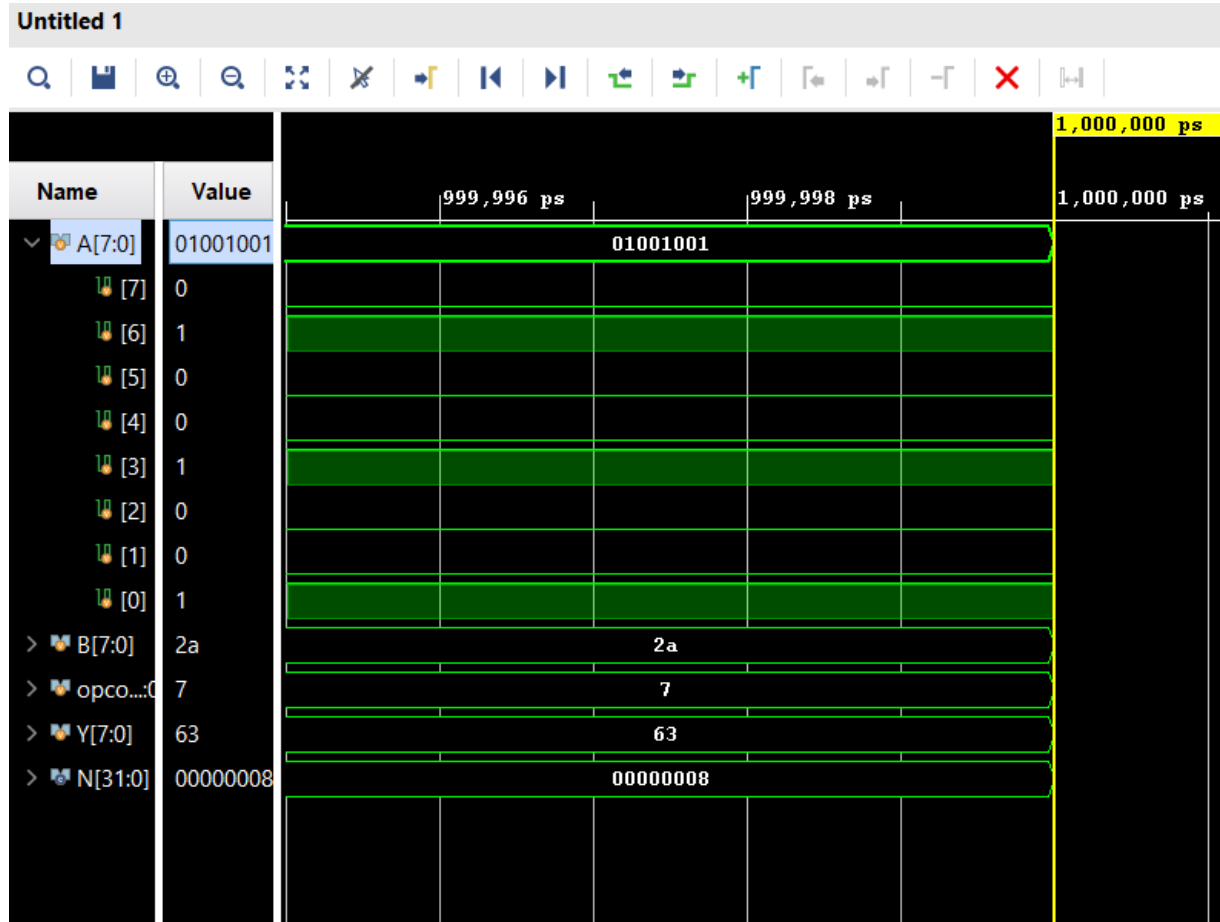 Untitled 1
1,000,000 ps
Name Value 999,996 ps 999,998 ps 1,000,000 ps
A[7:0] 01001001 01001001
[7] 0
[6] 1
[5] 0
[4] 0
[3] 1
[2] 0
[1] 0
[0] 1
B[7:0] 2a 2a
opco...:0 7 7
Y[7:0] 63 63
N[31:0] 00000008 00000008